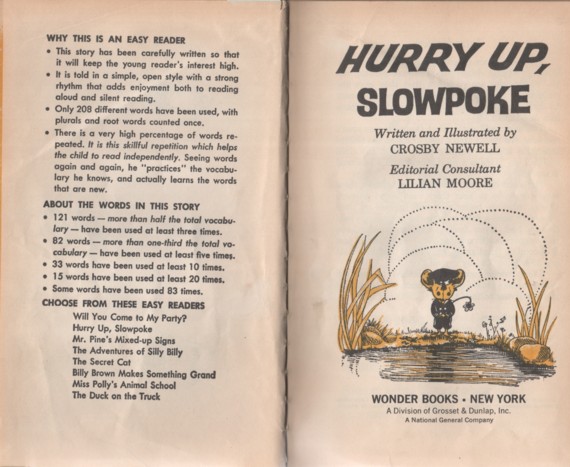 WHY THIS IS AN EASY READER
• This story has been carefully written so that
it will keep the young reader's interest high.
• It is told in a simple, open style with a strong
rhythm that adds enjoyment both to reading
aloud and silent reading.
• Only 208 different words have been used, with
plurals and root words counted once.
• There is a very high percentage of words re-
peated. It is this skillful repetition which helps
the child to read independently. Seeing words
again and again, he "practices" the vocabu-
lary he knows, and actually learns the words
that are new.
ABOUT THE WORDS IN THIS STORY
• 121 words — more than half the total vocabu-
lary — have been used at least three times.
• 82 words — more than one-third the total vo-
cabulary — have been used at least five times.
• 33 words have been used at least 10 times.
• 15 words have been used at least 20 times.
• Some words have been used 83 times.
CHOOSE FROM THESE EASY READERS
Will You Come to My Party?
Hurry Up, Slowpoke
Mr. Pine's Mixed-up Signs
The Adventures of Silly Billy
The Secret Cat
Billy Brown Makes Something Grand
Miss Polly's Animal School
The Duck on the Truck
HURRY UP,
SLOWPOKE
Written and Illustrated by
CROSBY NEWELL
Editorial Consultant
LILIAN MOORE
WONDER BOOKS • NEW YORK
A Division of Grosset & Dunlap, Inc.
A National General Company